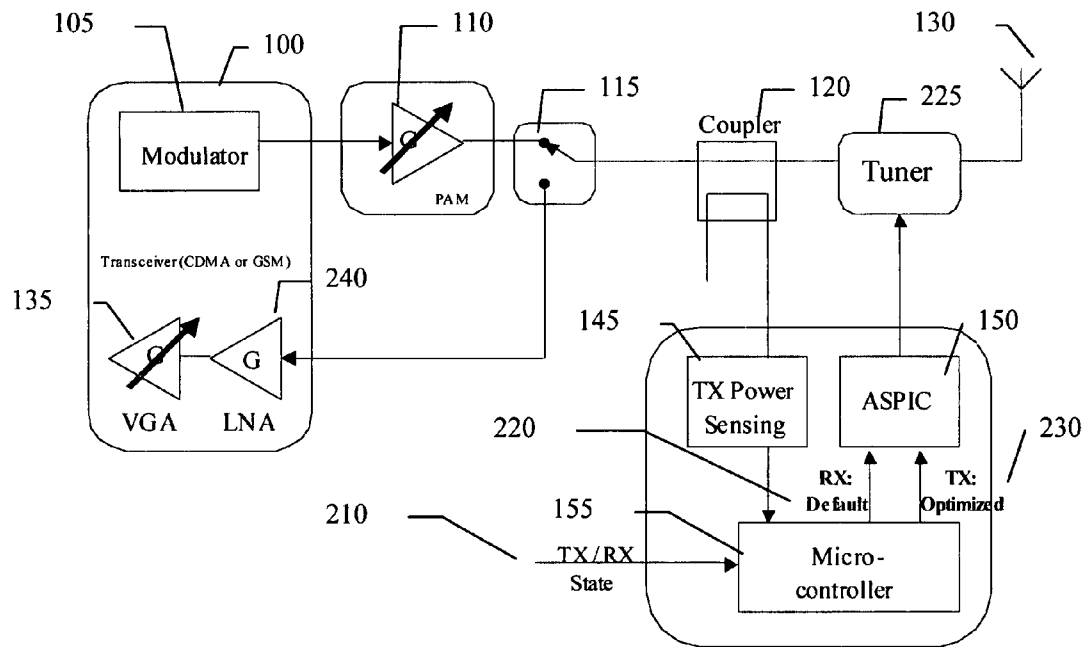 105
100
110
130
115
120
225
Coupler
Modulator
G
Tuner
PAM
Transceiver(CDMA or GSM)
240
135
145
150
G
G
TX Power
Sensing
ASPIC
VGA
LNA
220
230
RX:
Default
TX:
Optimized
155
210
TX/RX
State
Micro-
controller